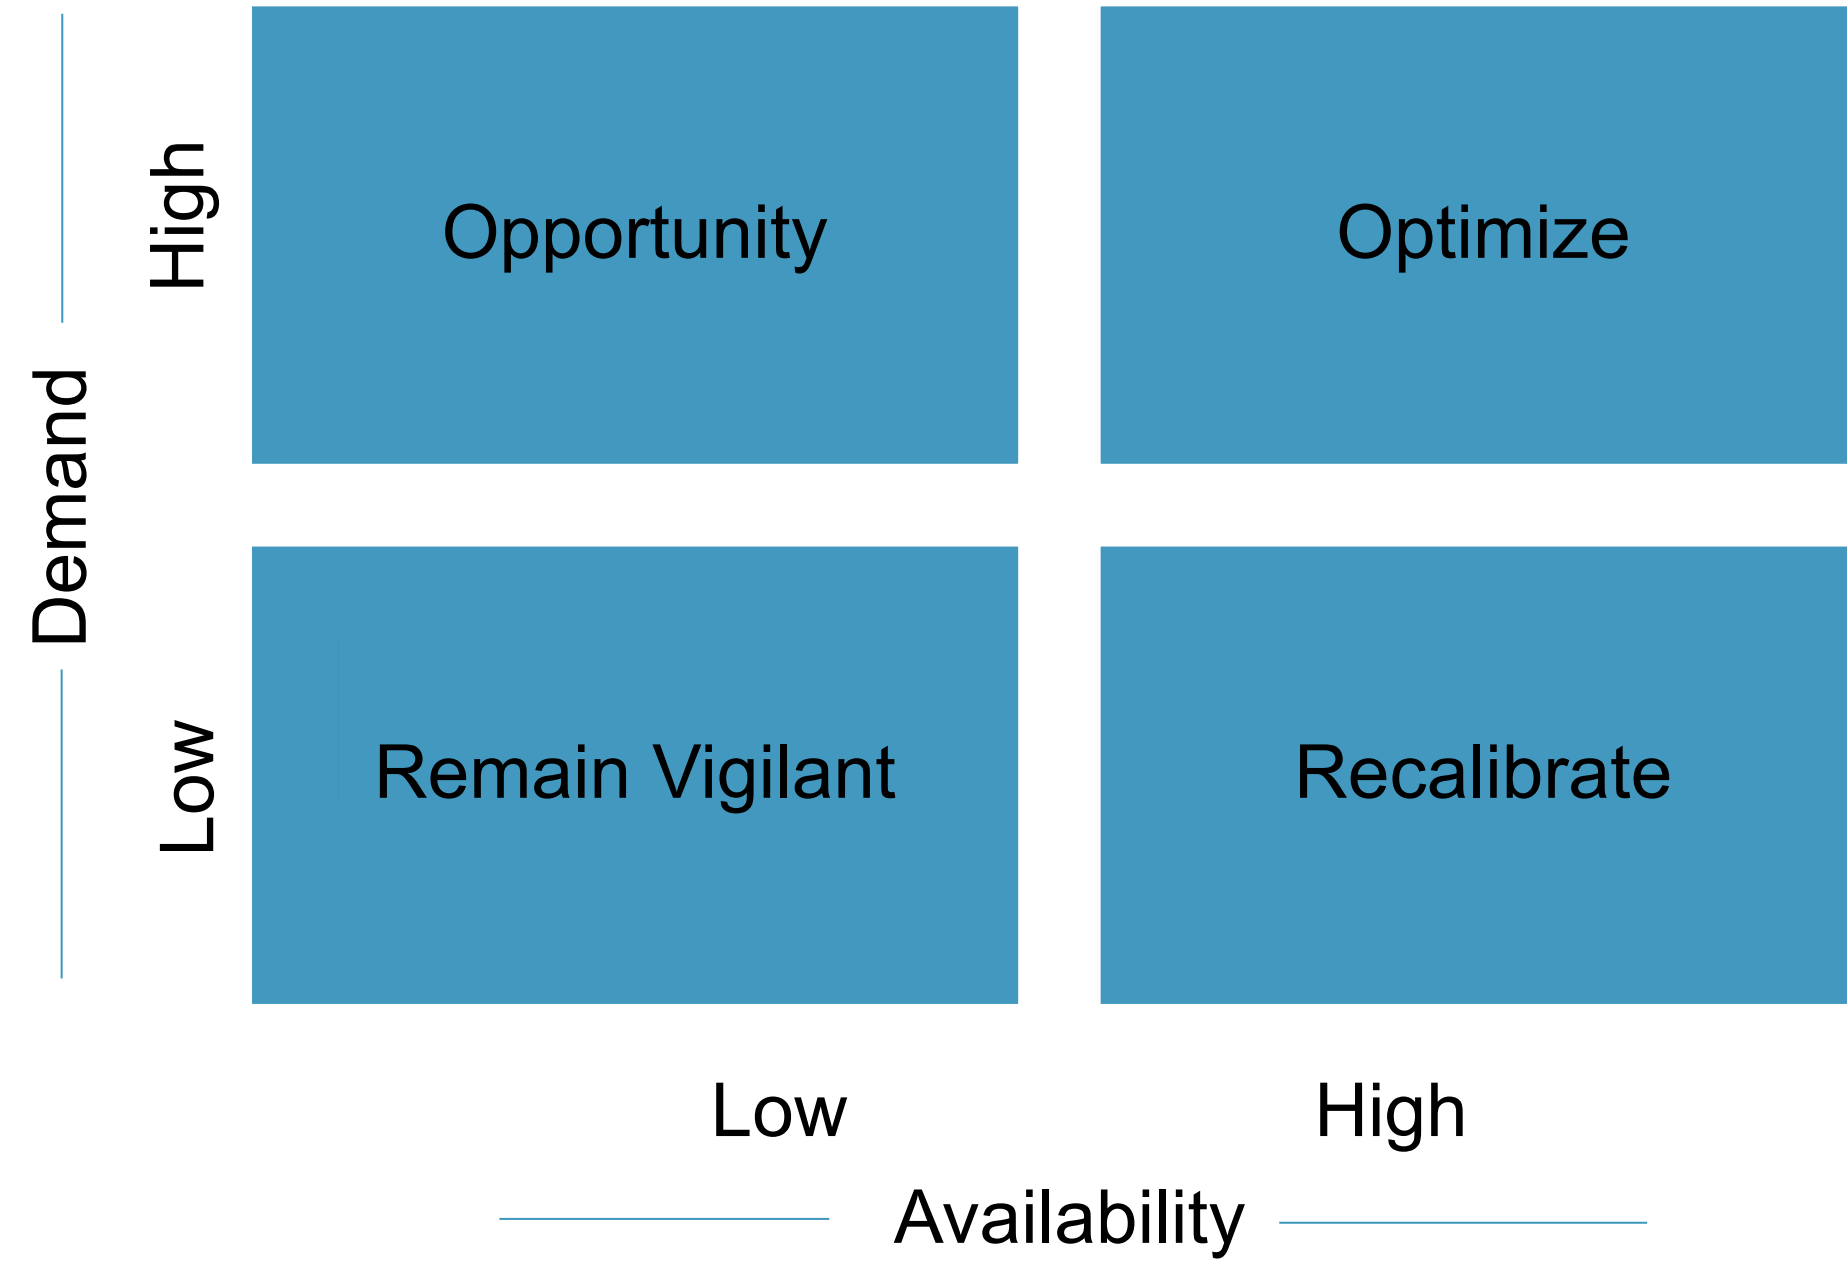 High
Opportunity
Optimize
Demand
Low
Remain Vigilant
Recalibrate
Low
High
Availability